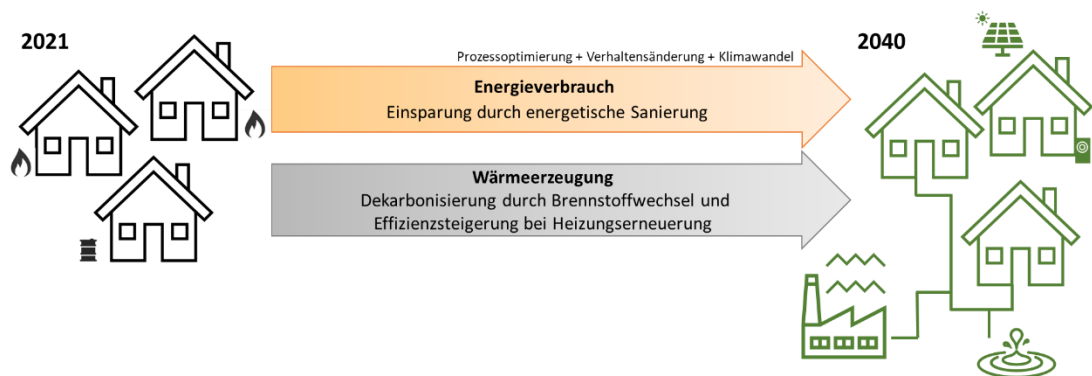 2021
Prozessoptimierung + Verhaltensänderung + Klimawandel
2040
Energieverbrauch
Einsparung durch energetische Sanierung
Wärmeerzeugung
Dekarbonisierung durch Brennstoffwechsel und
Effizienzsteigerung bei Heizungserneuerung